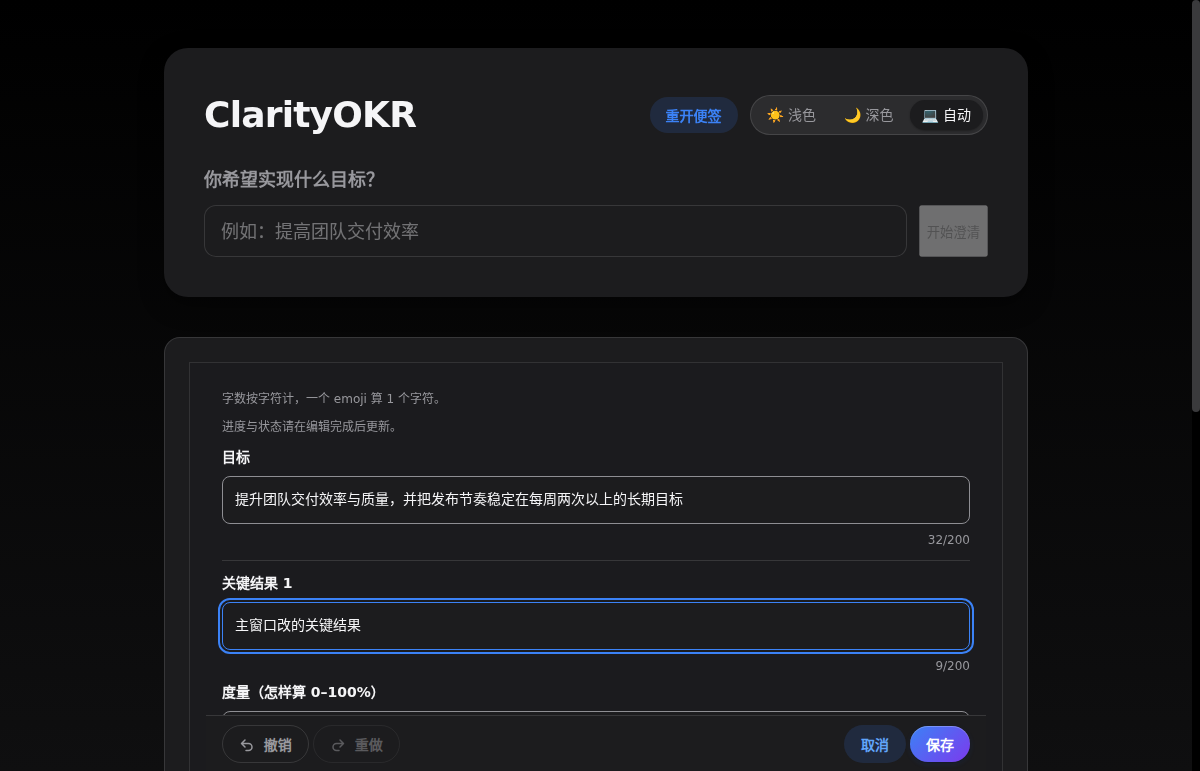 ClarityOKR
重开便签
☀️ 浅色
🌙 深色
💻 自动
你希望实现什么目标？
例如：提高团队交付效率
开始澄清
字数按字符计，一个 emoji 算 1 个字符。
进度与状态请在编辑完成后更新。
目标
提升团队交付效率与质量，并把发布节奏稳定在每周两次以上的长期目标
32/200
关键结果 1
主窗口改的关键结果
9/200
度量（怎样算 0–100%）
撤销
重做
取消
保存